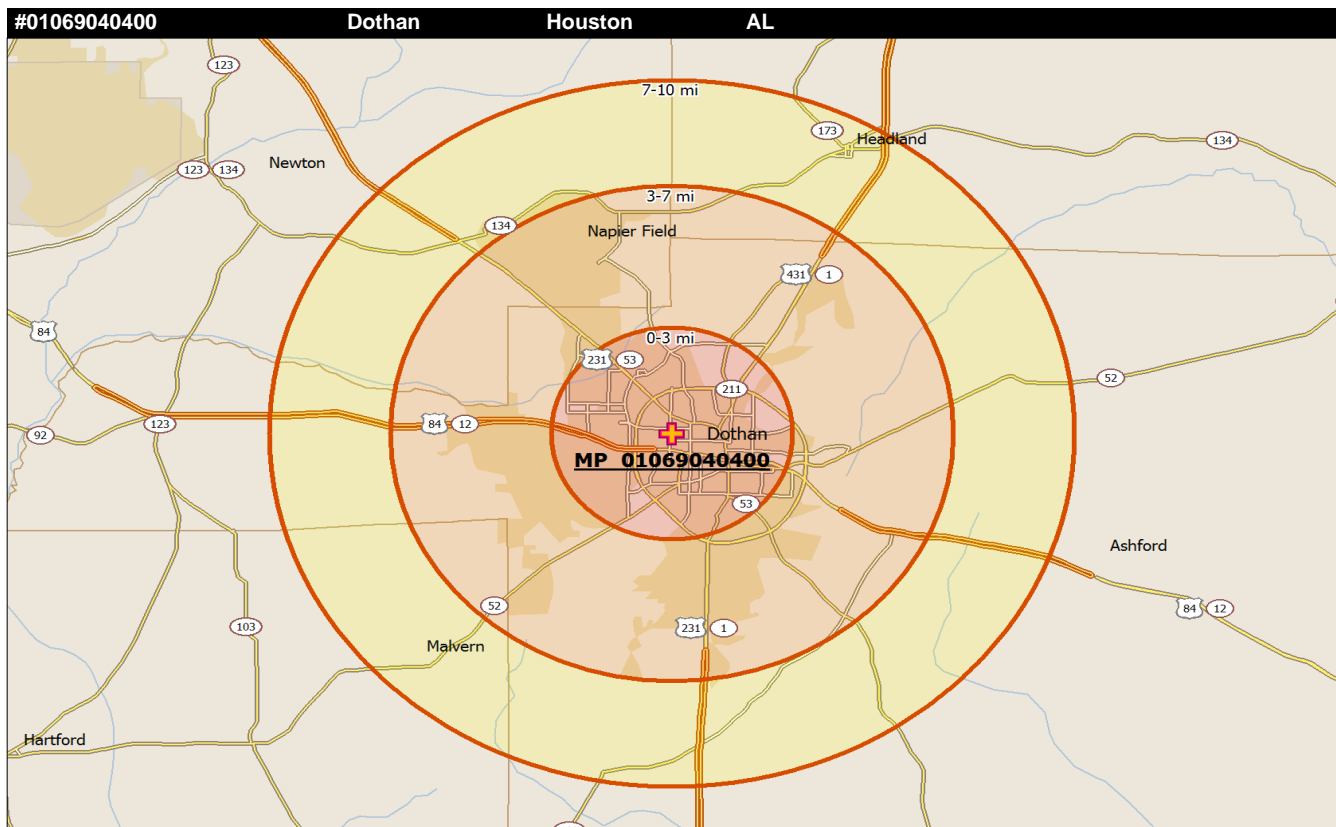 #01069040400 Dothan Houston AL
123
7-10 mi
173
Headland
134
Newton
123 134
3-7 mi
134
Napier Field
431 1
84
0-3 mi
231 53
52
211
84 12
123
92
Dothan
MP 01069040400
53
Ashford
52
84 12
103
231 1
Malvern
Hartford